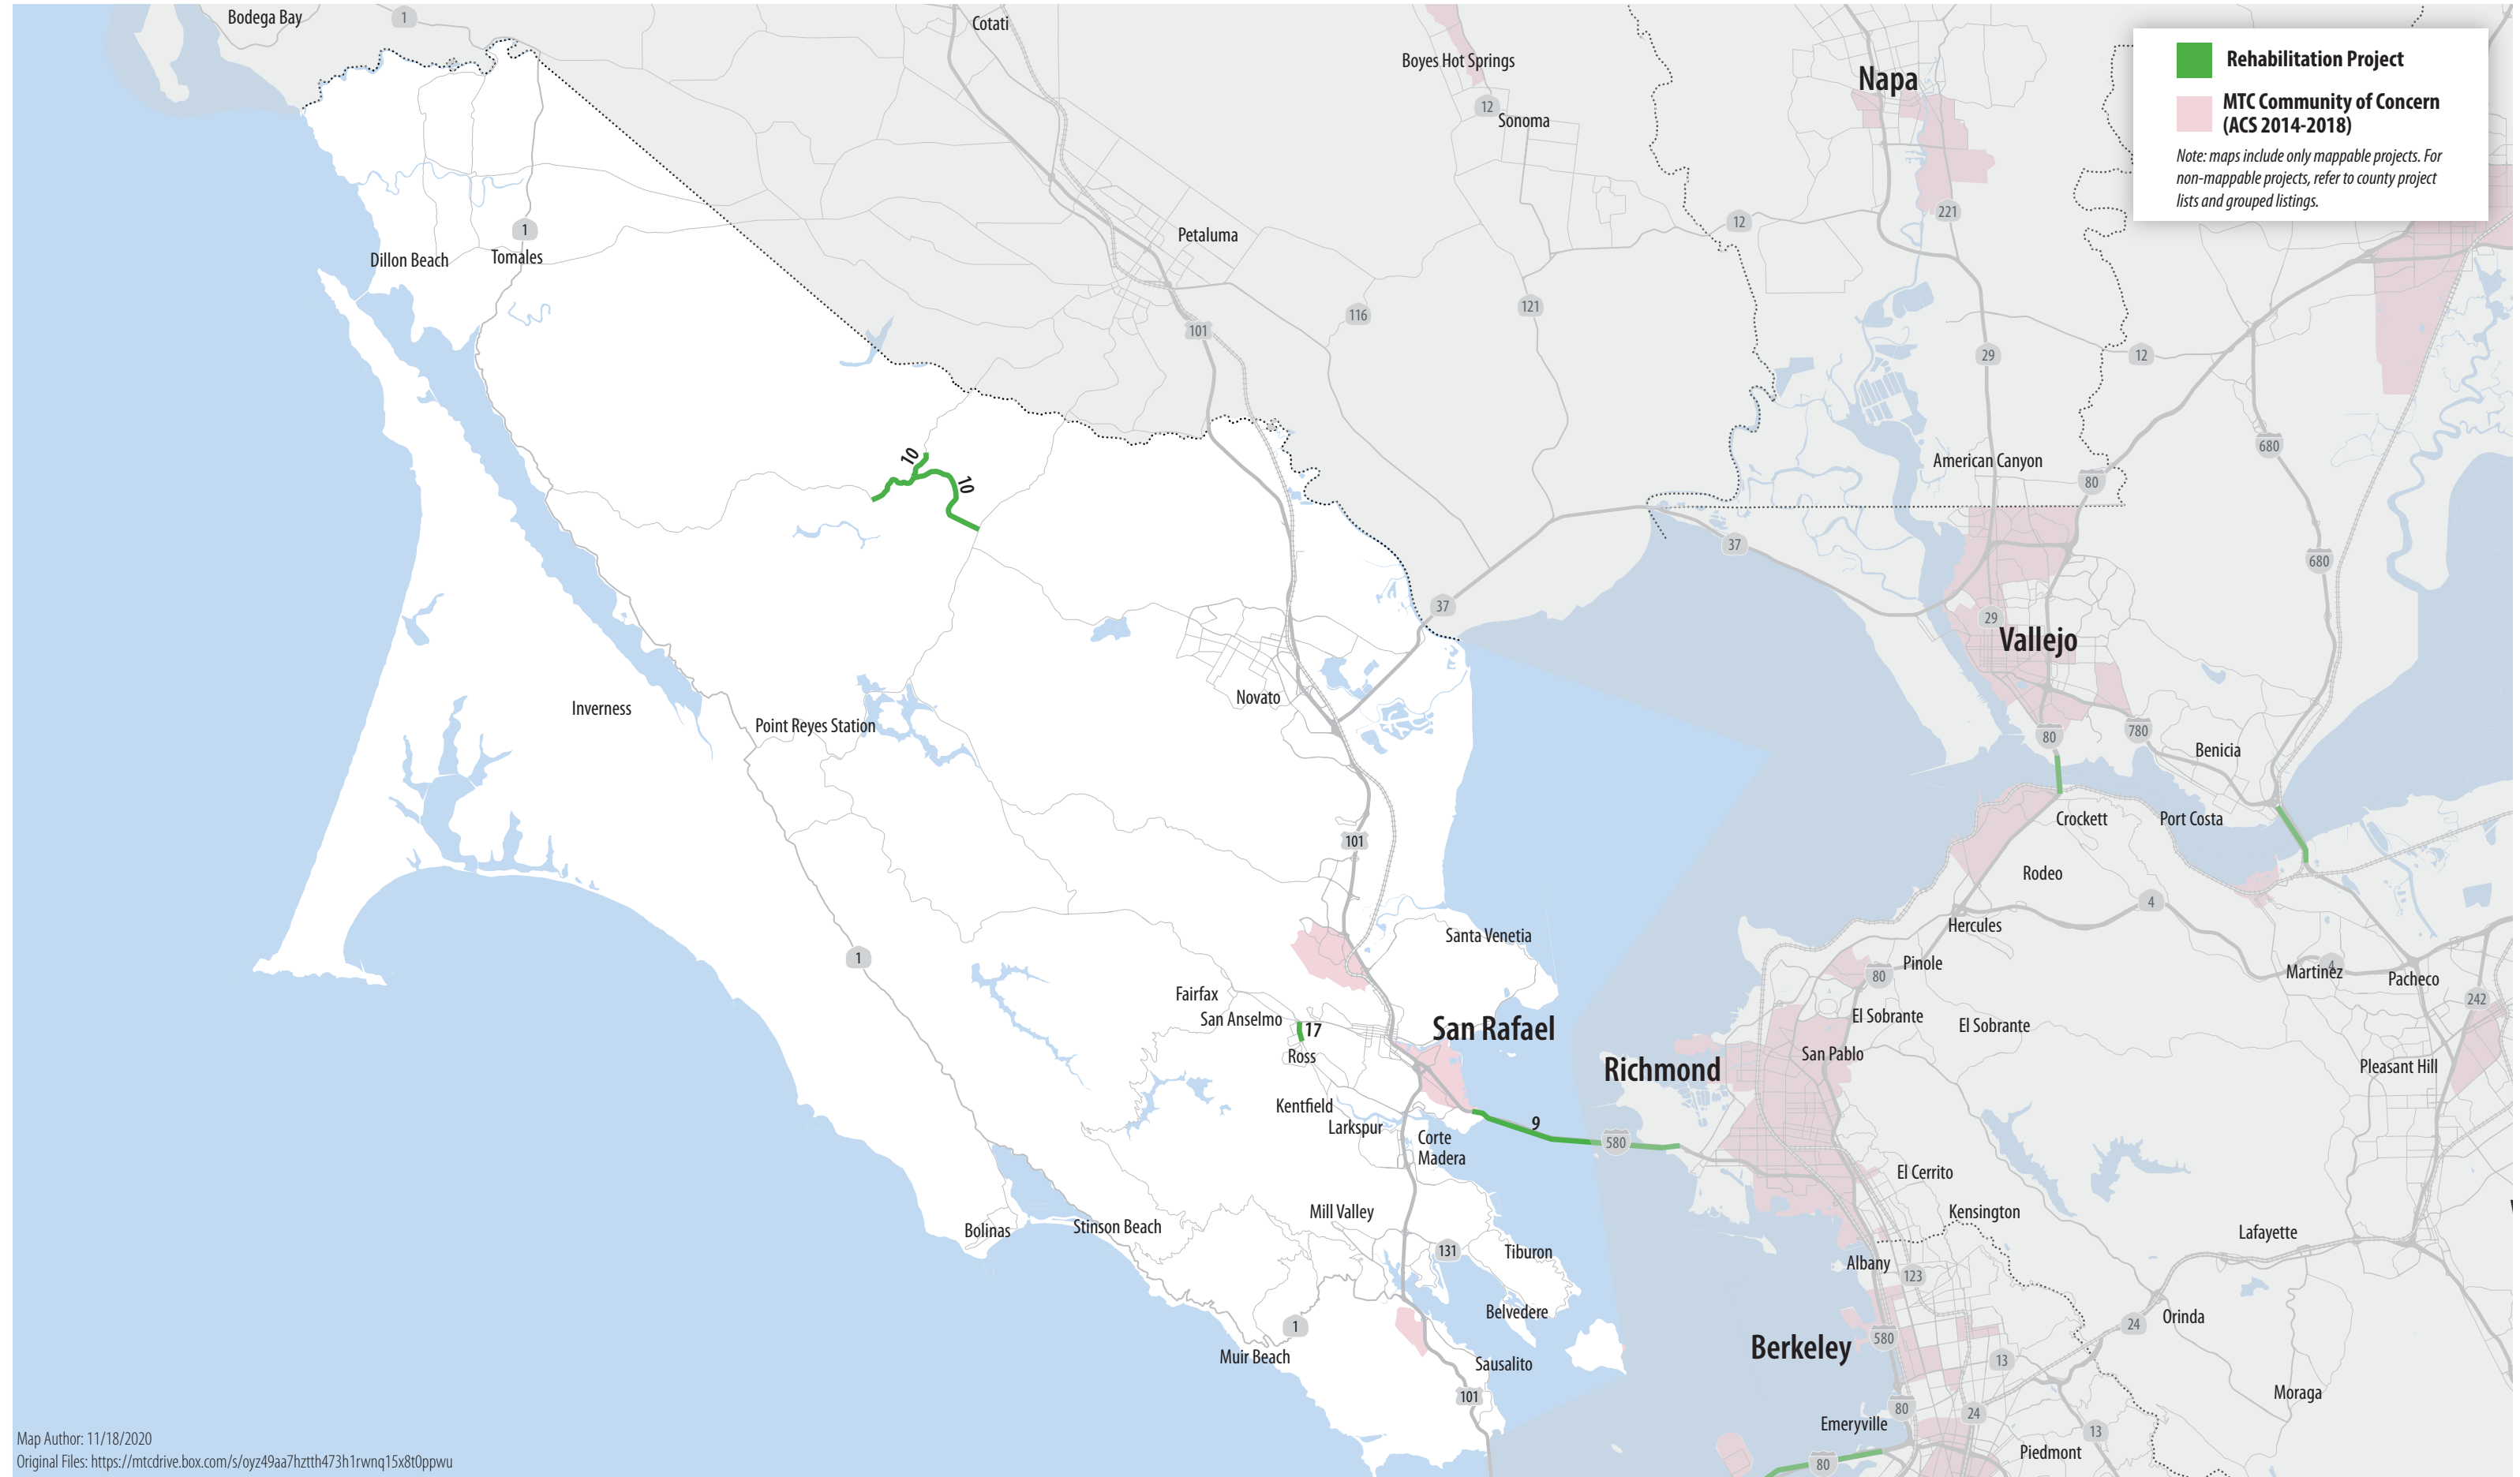 Bodega Bay
1
Cotati
Boyes Hot Springs
12
Sonoma
Napa
221
12
Rehabilitation Project
MTC Community of Concern
(ACS 2014-2018)
Note: maps include only mappable projects. For
non-mappable projects, refer to county project
lists and grouped listings.
1
Dillon Beach
Tomales
Petaluma
101
116
121
29
12
10
10
American Canyon
80
680
37
680
37
29
Vallejo
Inverness
Point Reyes Station
Novato
80
780
Benicia
Crockett
Port Costa
101
Rodeo
4
Hercules
Santa Venetia
1
Pinole
80
4
Martinez
Pacheco
242
Fairfax
San Anselmo
17
Ross
San Rafael
El Sobrante
El Sobrante
San Pablo
Richmond
Pleasant Hill
Kentfield
Larkspur
Corte
Madera
9
580
El Cerrito
Kensington
Bolinas
Stinson Beach
Mill Valley
131
Tiburon
Lafayette
Albany
123
Belvedere
1
Orinda
24
Muir Beach
Sausalito
Berkeley
580
13
101
Moraga
80
24
Emeryville
13
Piedmont
80
Map Author: 11/18/2020
Original Files: https://mtcdrive.box.com/s/oyz49aa7hztth473h1rwnq15x8t0ppwu